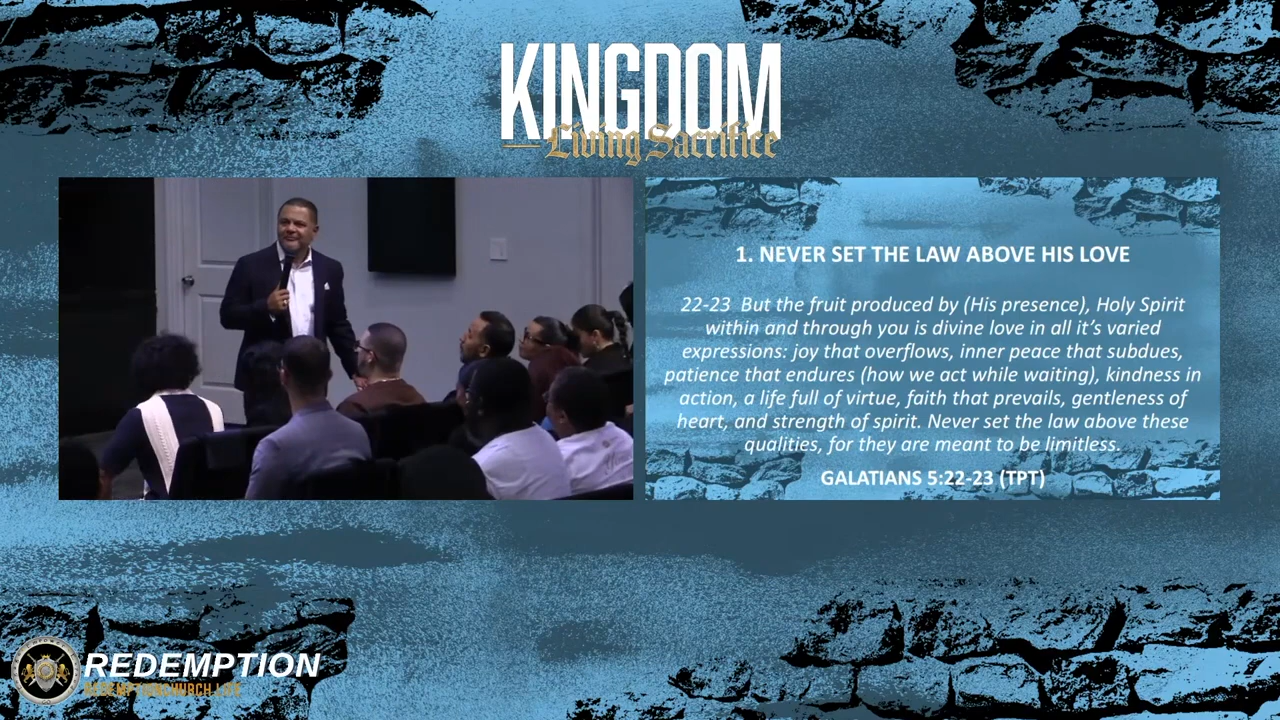 KINGDOM
Living Sacrifice
1. NEVER SET THE LAW ABOVE HIS LOVE
22-23 But the fruit produced by (His presence), Holy Spirit
within and through you is divine love in all it’s varied
expressions: joy that overflows, inner peace that subdues,
patience that endures (how we act while waiting), kindness in
action, a life full of virtue, faith that prevails, gentleness of
heart, and strength of spirit. Never set the law above these
qualities, for they are meant to be limitless.
GALATIANS 5:22-23 (TPT)
REDEMPTION
REDEMPTIONCHURCH.LIFE